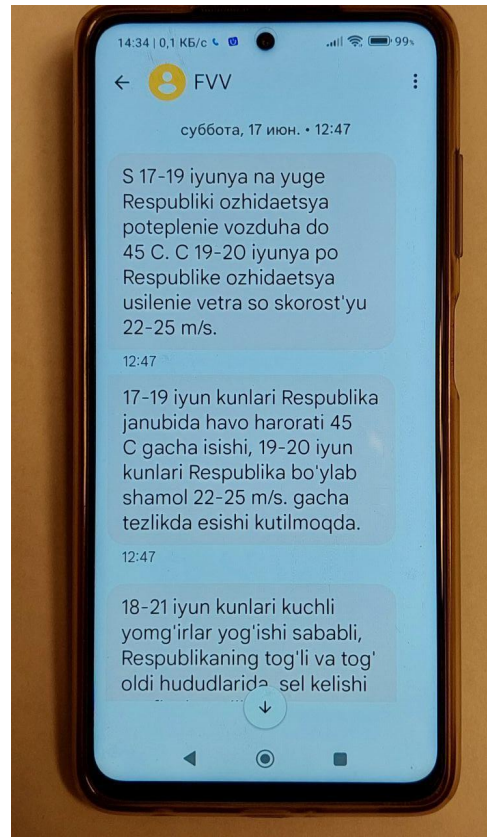 14:34 | 0,1 КБ/с
99%
FVV
суббота, 17 июн. • 12:47
S 17-19 iyunya na yuge
Respubliki ozhidaetsya
poteplenie vozduha do
45 C. C 19-20 iyunya po
Respublike ozhidaetsya
usilenie vetra so skorost'yu
22-25 m/s.
12:47
17-19 iyun kunlari Respublika
janubida havo harorati 45
C gacha isishi, 19-20 iyun
kunlari Respublika bo'ylab
shamol 22-25 m/s. gacha
tezlikda esishi kutilmoqda.
12:47
18-21 iyun kunlari kuchli
yomg'irlar yog'ishi sababli,
Respublikaning tog'li va tog'
oldi hududlarida sel kelishi